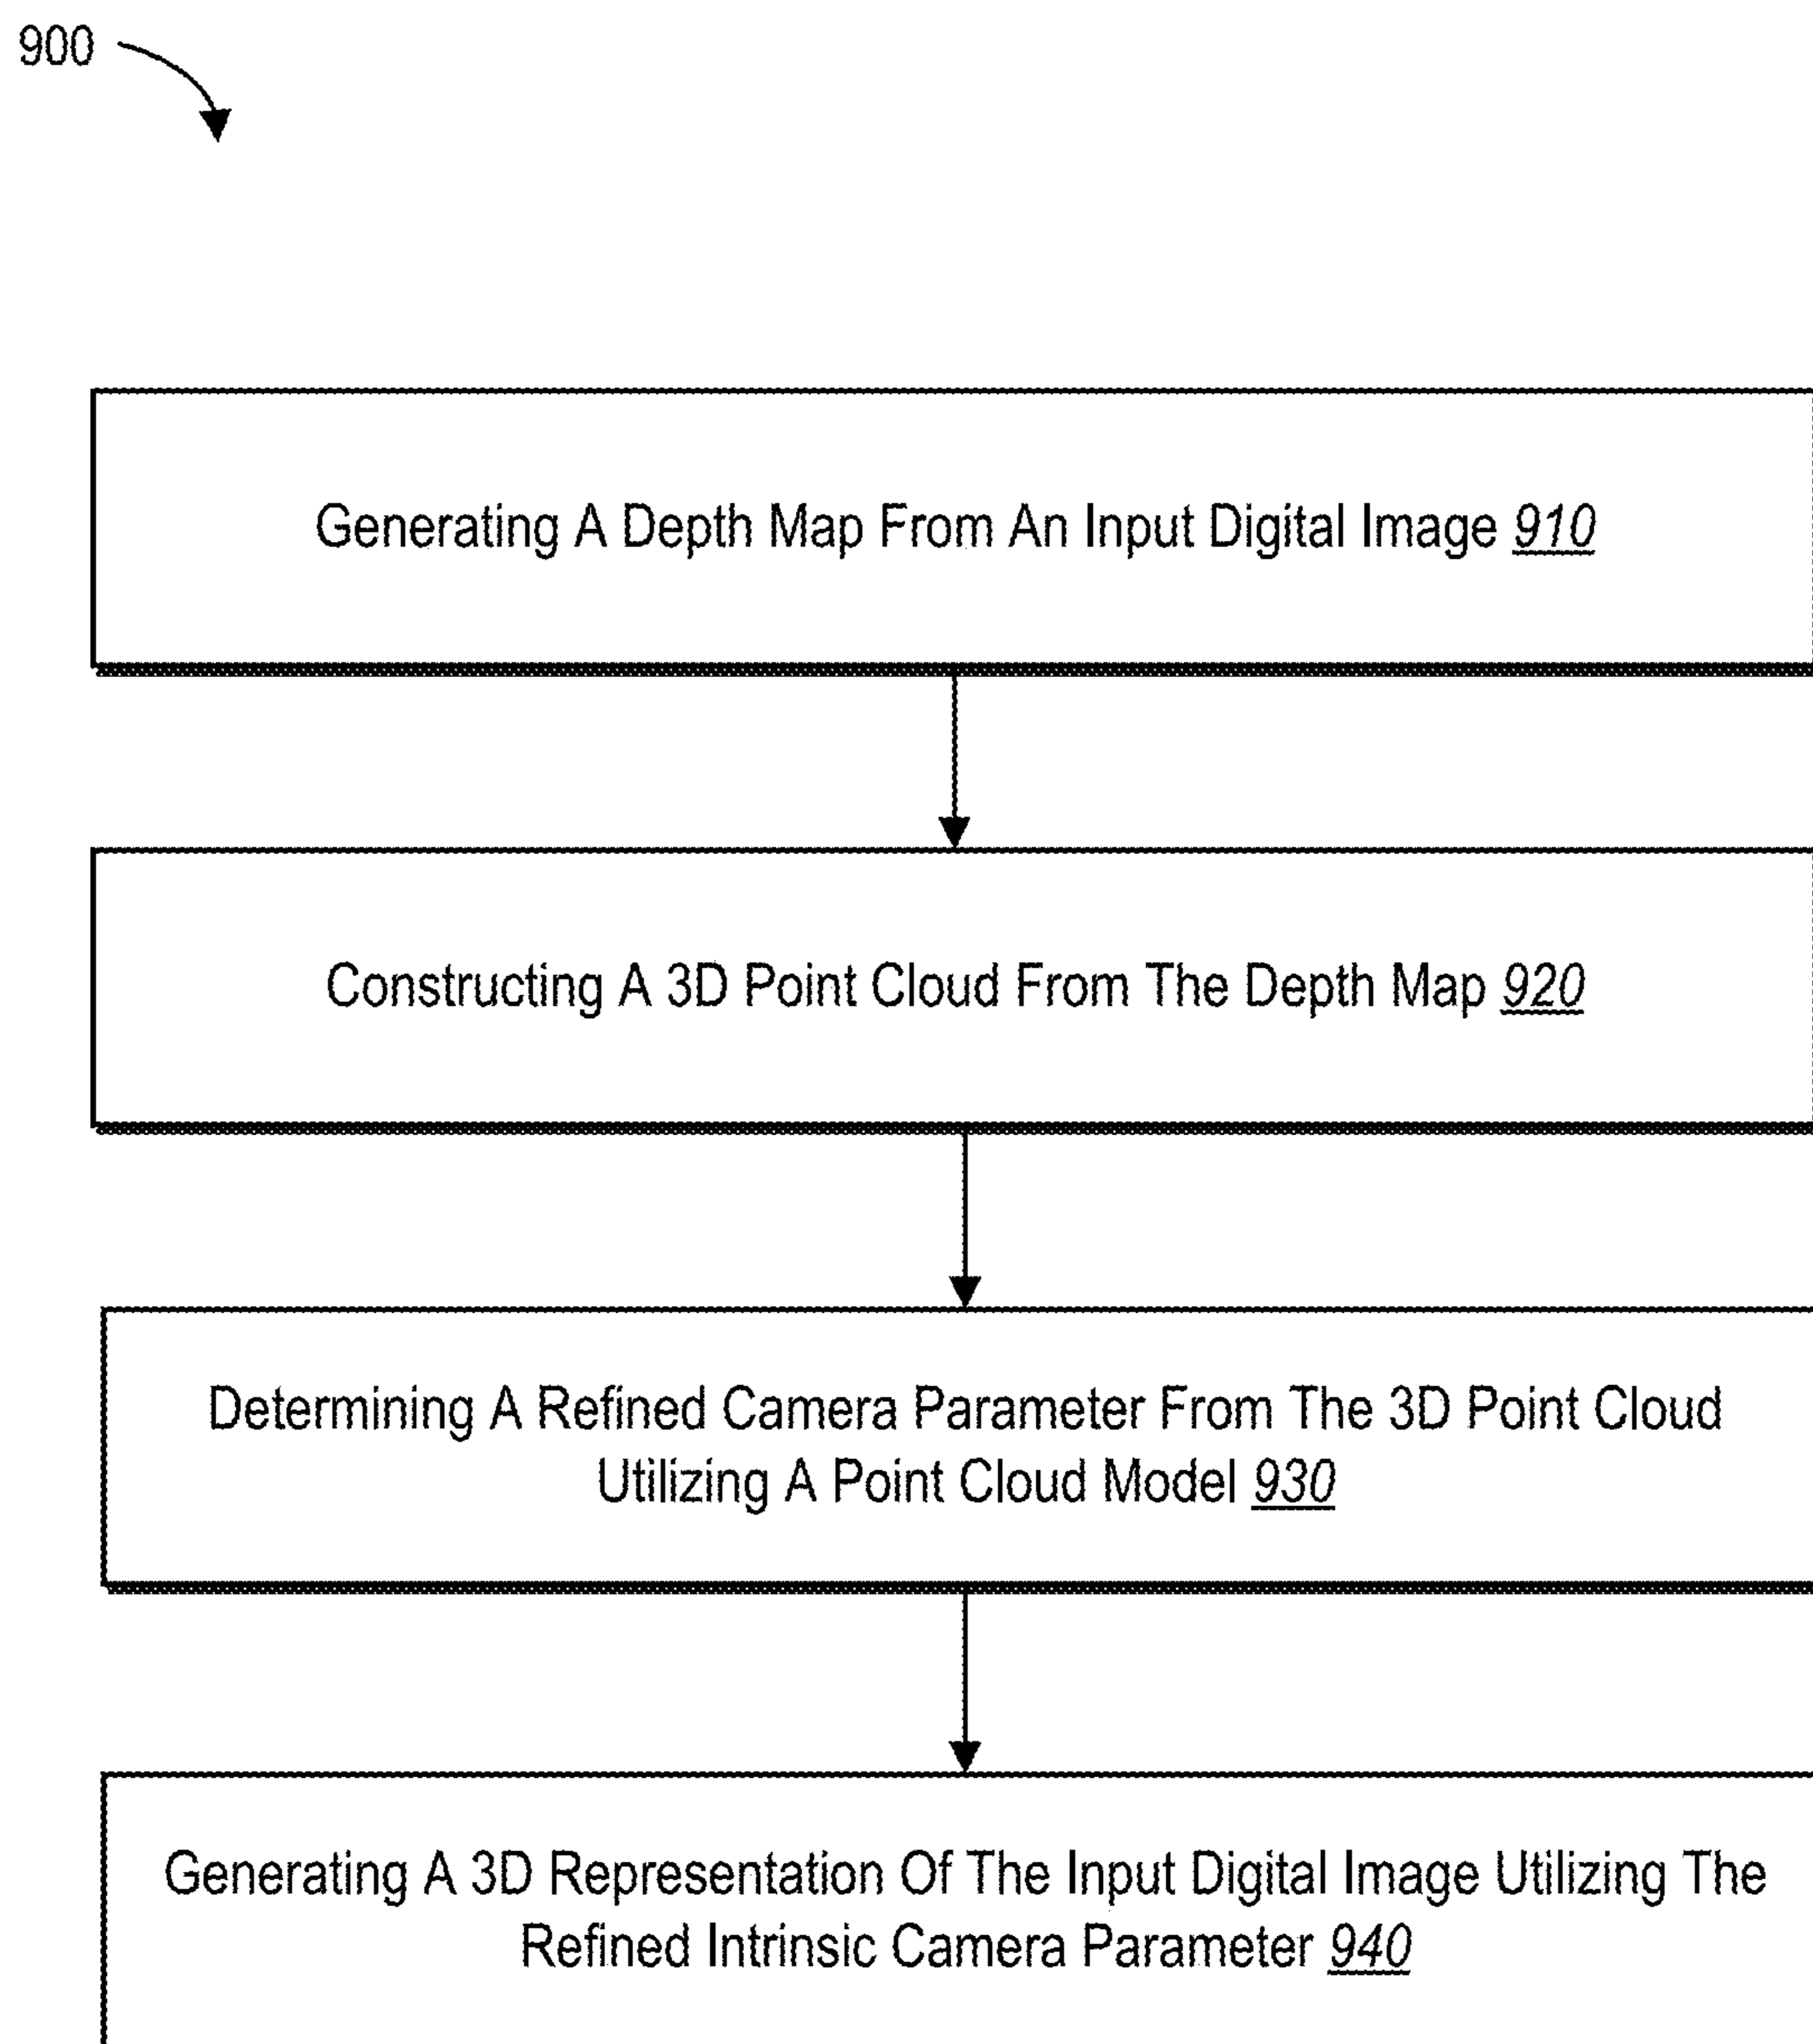 900
Generating A Depth Map From An Input Digital Image 910
Constructing A 3D Point Cloud From The Depth Map 920
Determining A Refined Camera Parameter From The 3D Point Cloud
Utilizing A Point Cloud Model 930
Generating A 3D Representation Of The Input Digital Image Utilizing The
Refined Intrinsic Camera Parameter 940